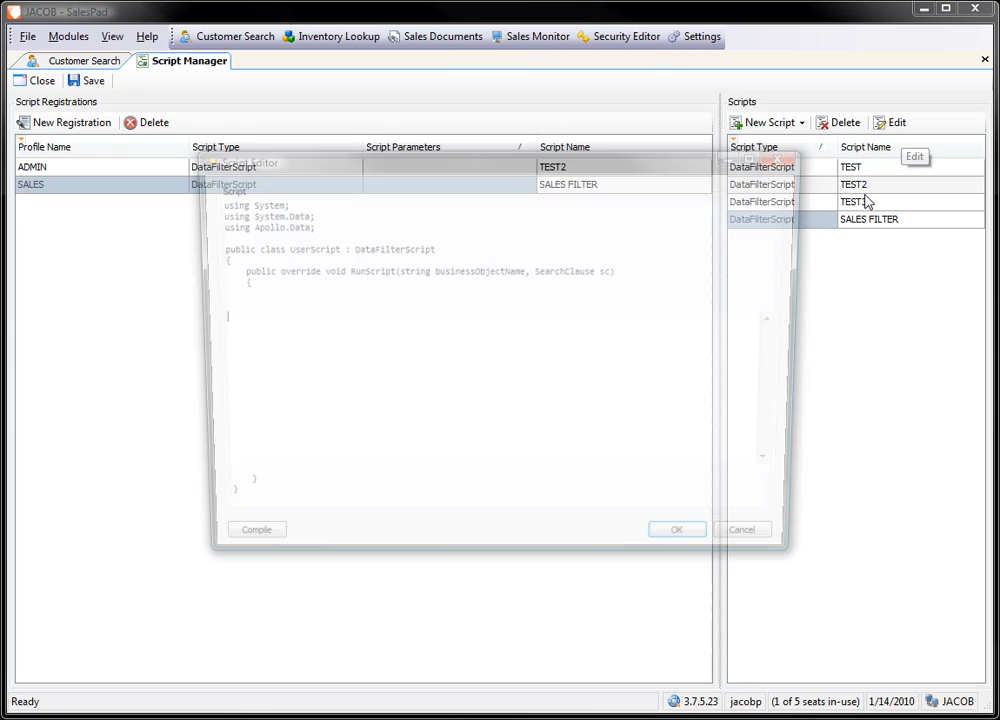 JACOB - SalesPad
File Modules View Help Customer Search Inventory Lookup Sales Documents Sales Monitor Security Editor Settings
Customer Search Script Manager
Close Save
Script Registrations
New Registration Delete
Profile Name Script Type Script Parameters / Script Name
ADMIN DataFilterScript TEST2
SALES DataFilterScript SALES FILTER
Scripts
New Script Delete Edit
Script Type / Script Name
Edit
DataFilterScript TEST
DataFilterScript TEST2
DataFilterScript
DataFilterScript SALES FILTER
Script Editor
Script
using System;
using System.Data;
using Apollo.Data;
public class UserScript : DataFilterScript
{
public override void RunScript(string businessObjectName, SearchClause sc)
{
}
}
Compile OK Cancel
Ready 3.7.5.23 jacobp (1 of 5 seats in-use) 1/14/2010 JACOB